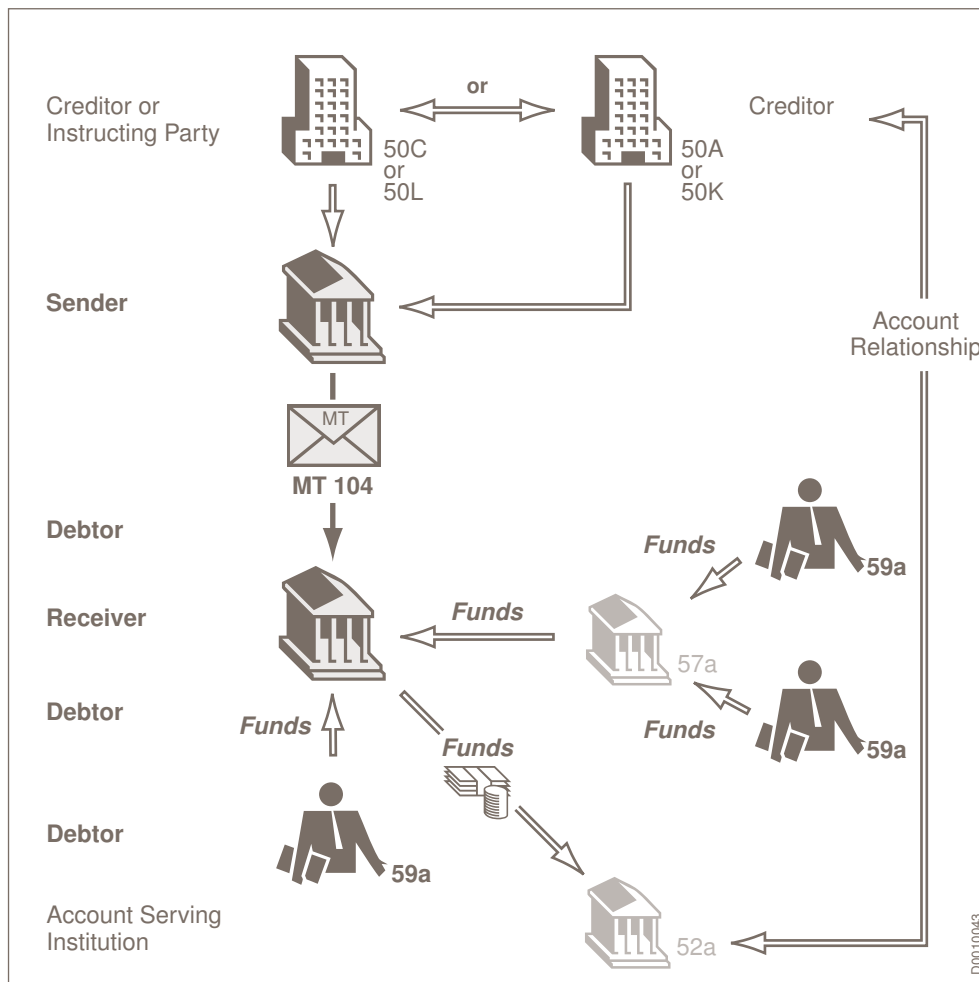 Creditor or
Instructing Party
or
Creditor
50C
or
50L
50A
or
50K
Sender
Account
Relationship
MT
MT 104
Debtor
Funds
59a
Receiver
Funds
57a
Debtor
Funds
Funds
59a
Funds
Debtor
59a
Account Serving
Institution
52a
D0010043